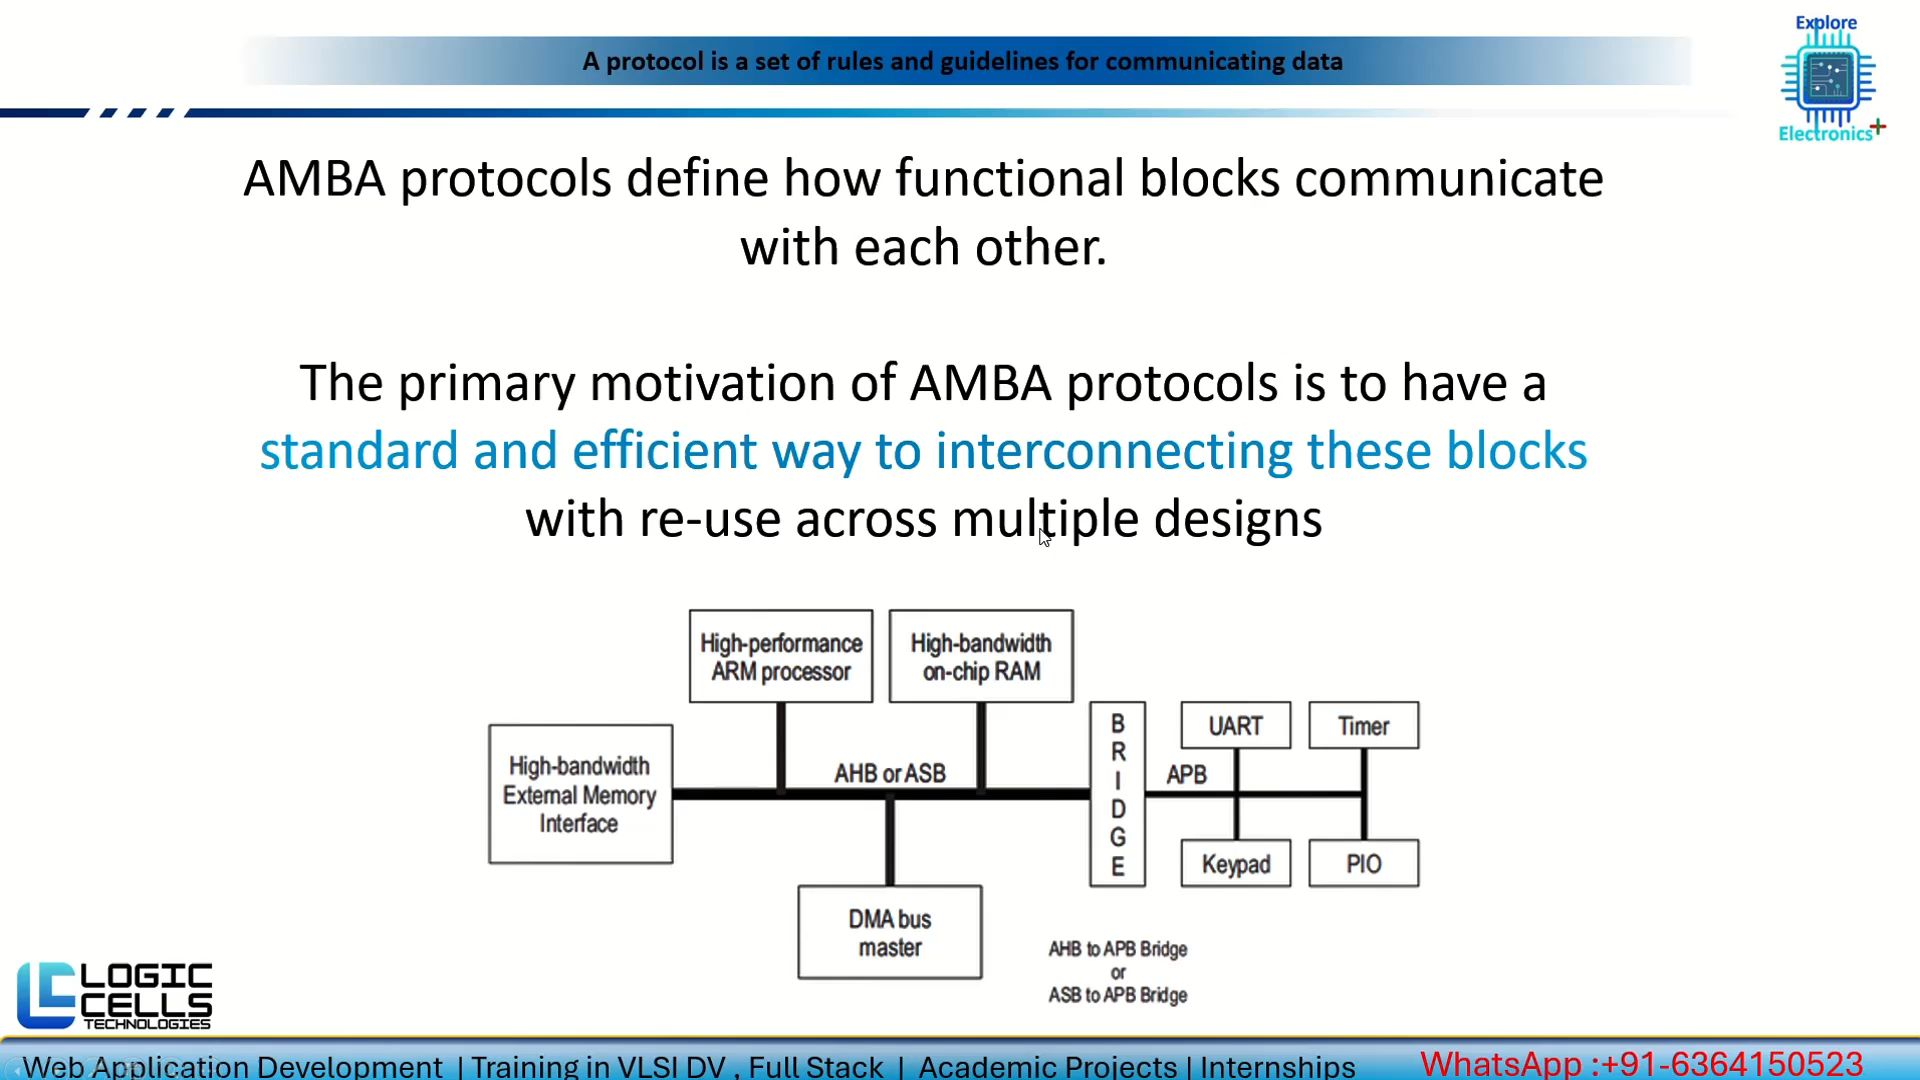 Explore
Electronics+
A protocol is a set of rules and guidelines for communicating data
AMBA protocols define how functional blocks communicate
with each other.
The primary motivation of AMBA protocols is to have a
standard and efficient way to interconnecting these blocks
with re-use across multiple designs
High-performance
ARM processor
High-bandwidth
on-chip RAM
High-bandwidth
External Memory
Interface
AHB or ASB
B
R
I
D
G
E
APB
UART
Timer
Keypad
PIO
DMA bus
master
AHB to APB Bridge
or
ASB to APB Bridge
LOGIC
CELLS
TECHNOLOGIES
Web Application Development | Training in VLSI DV , Full Stack | Academic Projects | Internships
WhatsApp :+91-6364150523